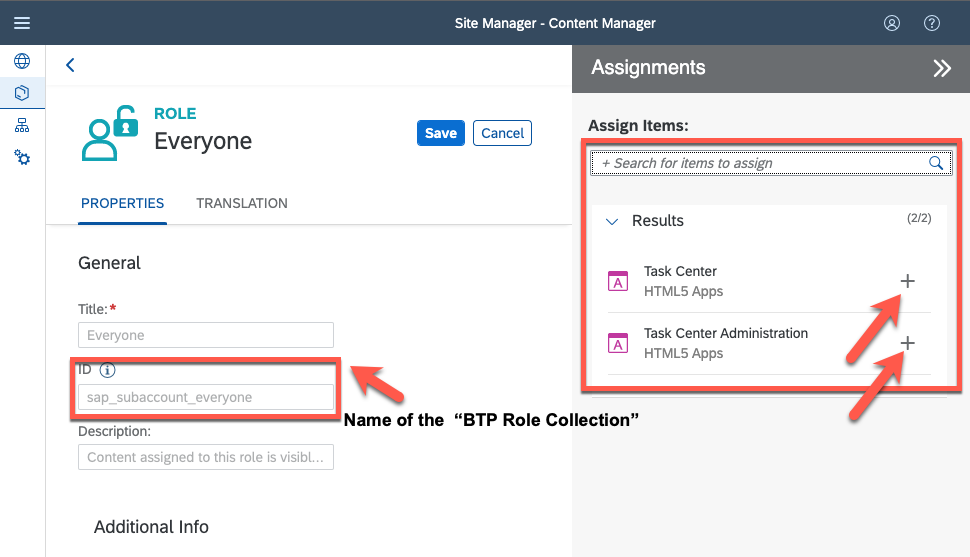 Site Manager - Content Manager
Assignments
ROLE
Everyone
Save
Cancel
Assign Items:
+ Search for items to assign
PROPERTIES
TRANSLATION
Results
(2/2)
General
Task Center
HTML5 Apps
Title:*
Everyone
Task Center Administration
HTML5 Apps
ID
sap_subaccount_everyone
Name of the “BTP Role Collection”
Description:
Content assigned to this role is visibl...
Additional Info